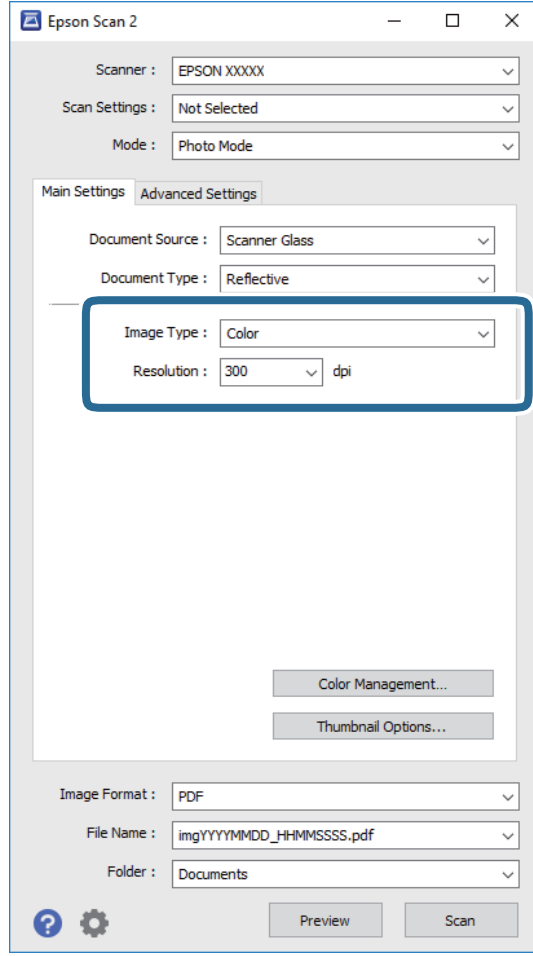 Epson Scan 2
Scanner : EPSON XXXXX
Scan Settings : Not Selected
Mode : Photo Mode
Main Settings Advanced Settings
Document Source : Scanner Glass
Document Type : Reflective
Image Type : Color
Resolution : 300 dpi
Color Management...
Thumbnail Options...
Image Format : PDF
File Name : imgYYYYMMDD_HHMMSSSS.pdf
Folder : Documents
? Preview Scan